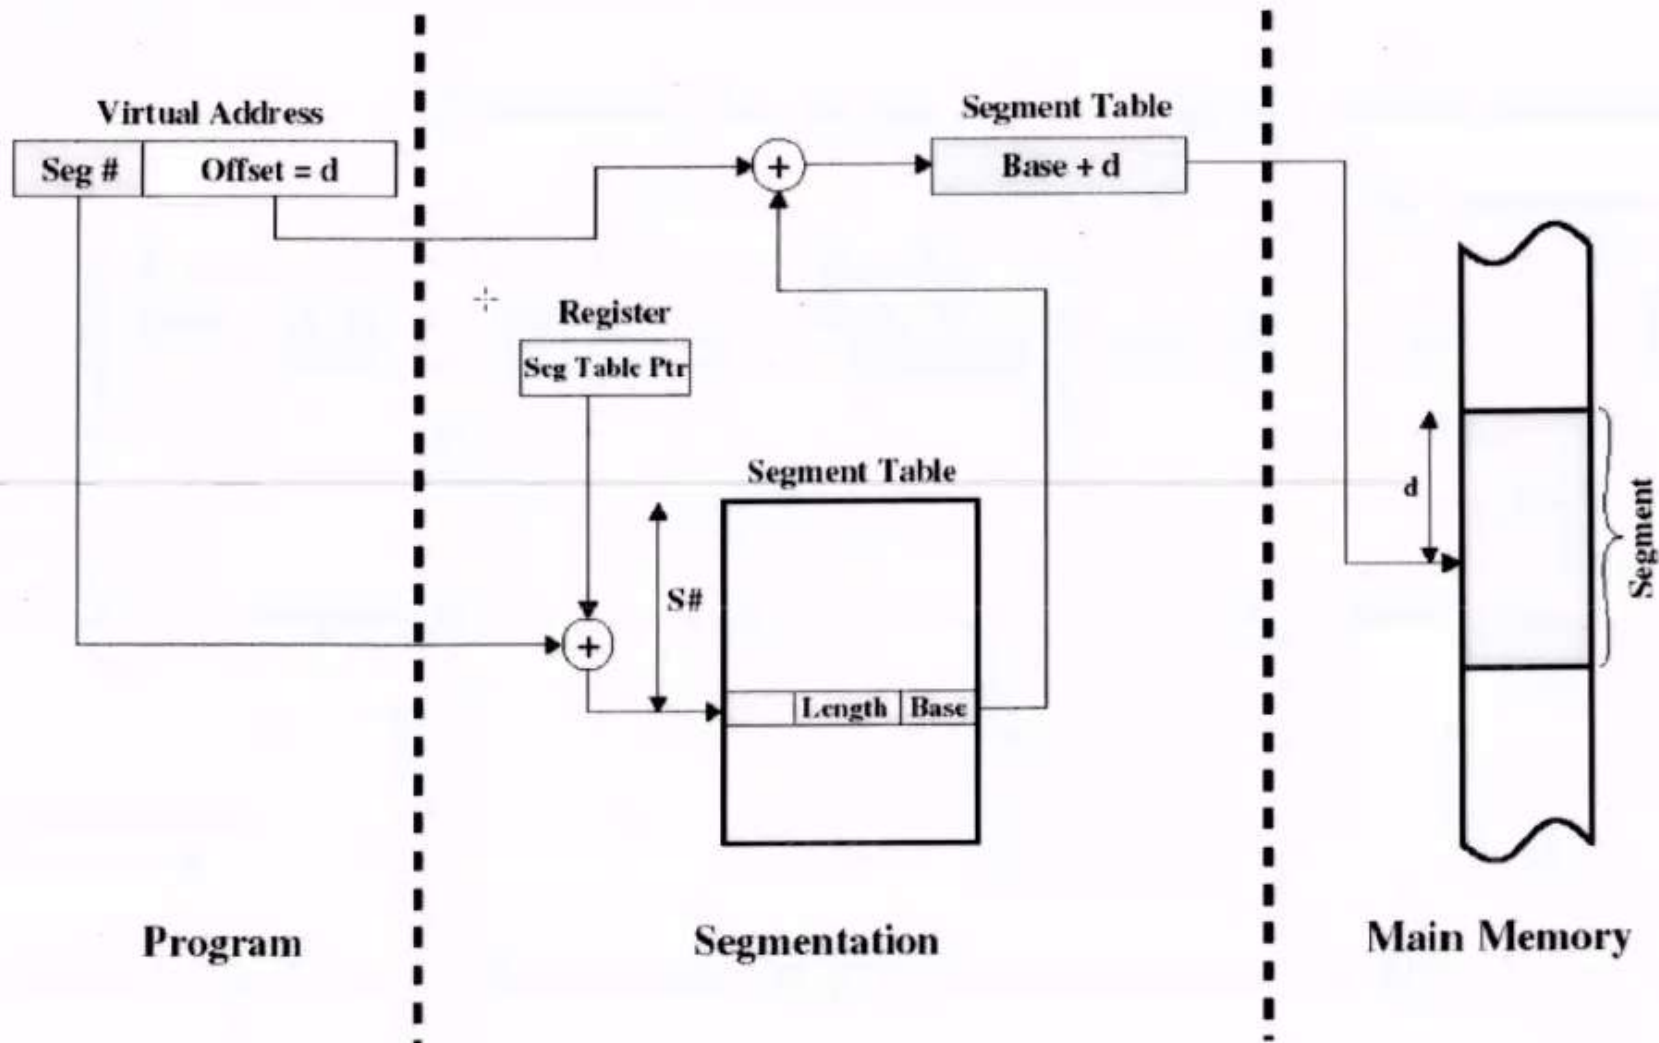 Virtual Address
Seg #
Offset = d
Segment Table
+
Base + d
Register
Seg Table Ptr
Segment Table
S#
+
Length
Base
d
Segment
Program
Segmentation
Main Memory